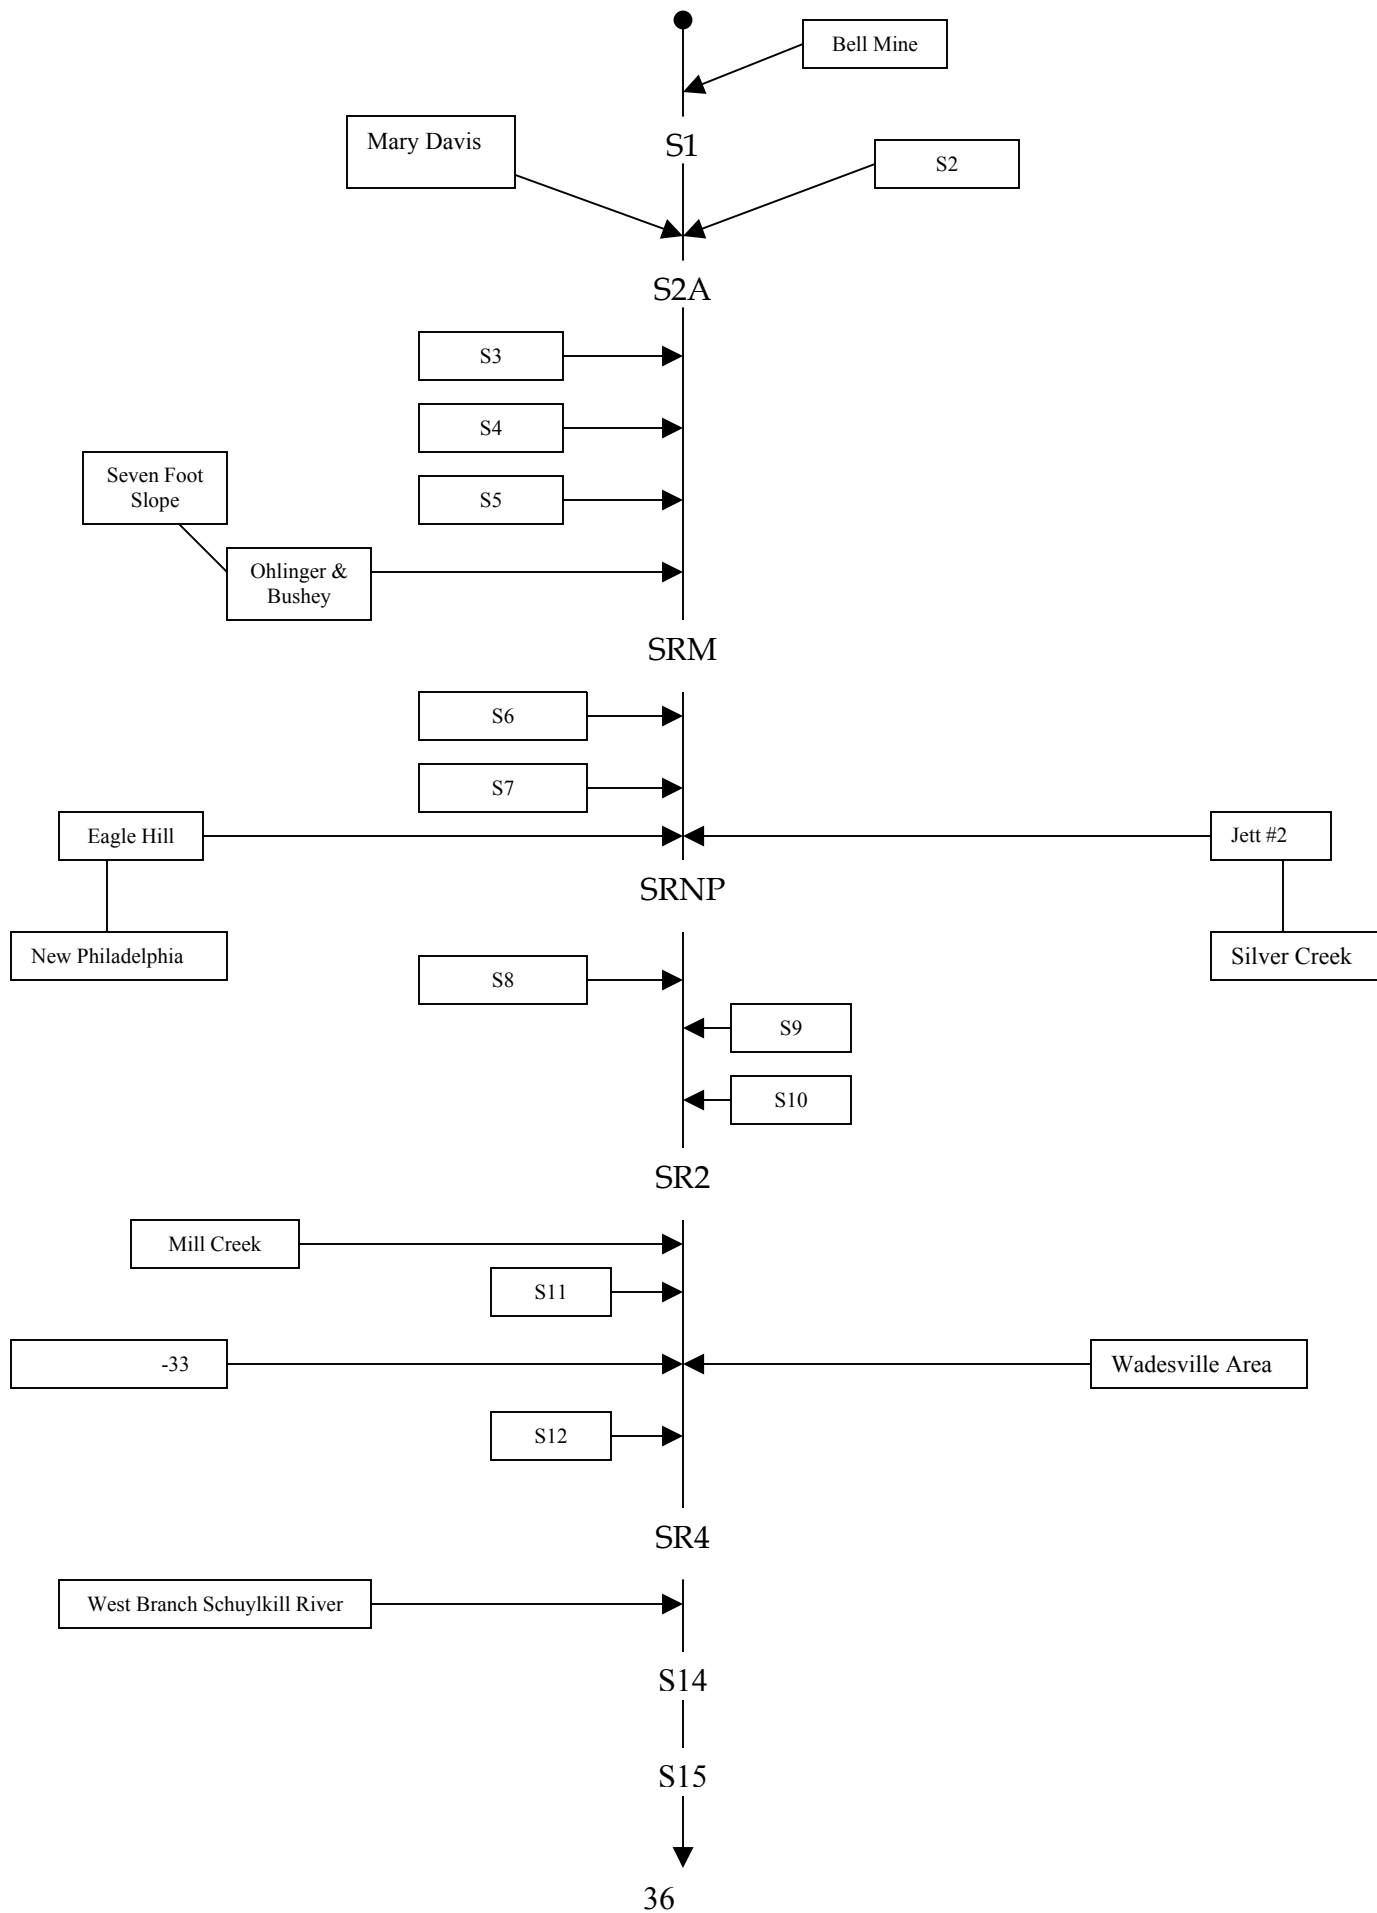 Bell Mine
Mary Davis
S1
S2
S2A
S3
S4
Seven Foot
Slope
S5
Ohlinger &
Bushey
SRM
S6
S7
Eagle Hill
Jett #2
SRNP
New Philadelphia
Silver Creek
S8
S9
S10
SR2
Mill Creek
S11
-33
Wadesville Area
S12
SR4
West Branch Schuylkill River
S14
S15
36